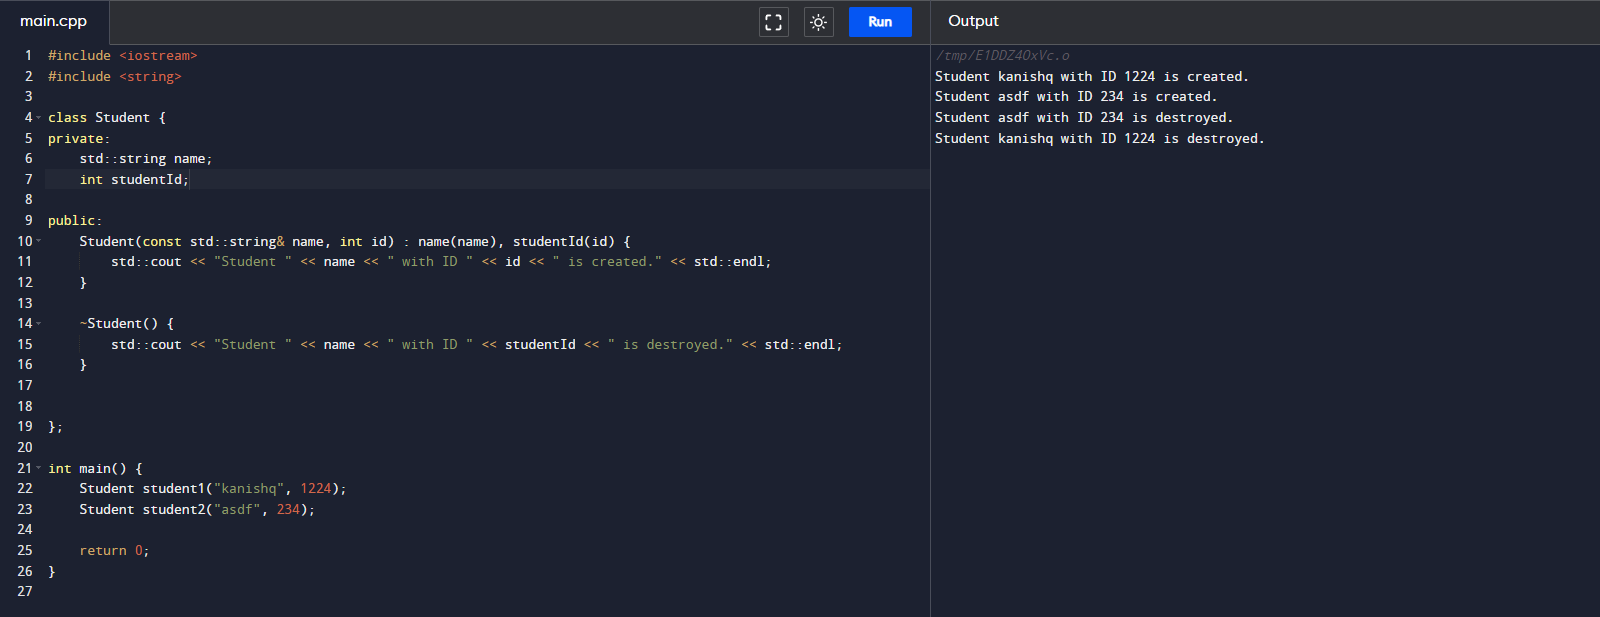 main.cpp
Run
Output
1 #include <iostream>
2 #include <string>
3
4 class Student {
5 private:
6     std::string name;
7     int studentId;
8
9 public:
10     Student(const std::string& name, int id) : name(name), studentId(id) {
11         std::cout << "Student " << name << " with ID " << id << " is created." << std::endl;
12     }
13
14     ~Student() {
15         std::cout << "Student " << name << " with ID " << studentId << " is destroyed." << std::endl;
16     }
17
18
19 };
20
21 int main() {
22     Student student1("kanishq", 1224);
23     Student student2("asdf", 234);
24
25     return 0;
26 }
27
/tmp/E1DDZ4OxVc.o
Student kanishq with ID 1224 is created.
Student asdf with ID 234 is created.
Student asdf with ID 234 is destroyed.
Student kanishq with ID 1224 is destroyed.